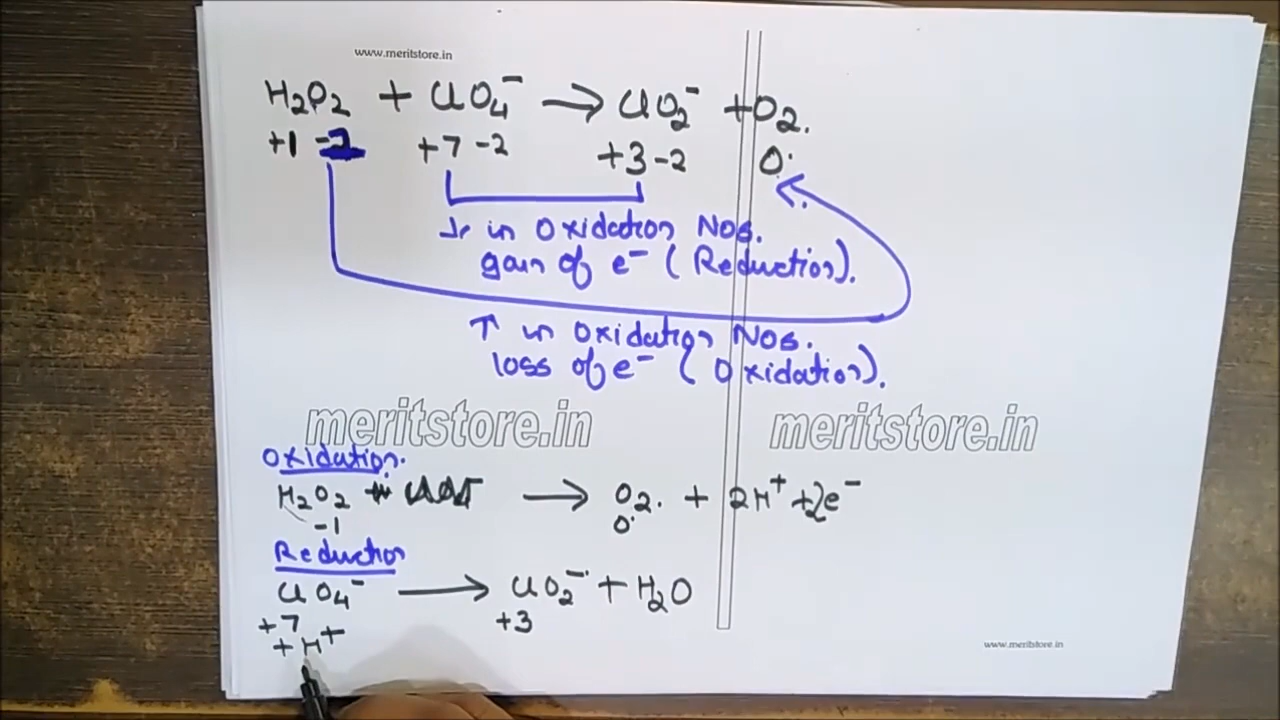 www.meritstore.in
H₂O₂ + ClO₄⁻ → ClO₂⁻ + O₂.
+1 -2 +7 -2 +3 -2 0.
↓ in Oxidation Nos.
gain of e⁻ (Reduction).
↑ in Oxidation Nos.
loss of e⁻ (Oxidation).
meritstore.in meritstore.in
Oxidation.
H₂O₂ → O₂. + 2H⁺ + 2e⁻
-1 0.
Reduction
ClO₄⁻ → ClO₂⁻ + H₂O
+7 +3
+ H⁺
www.meritstore.in